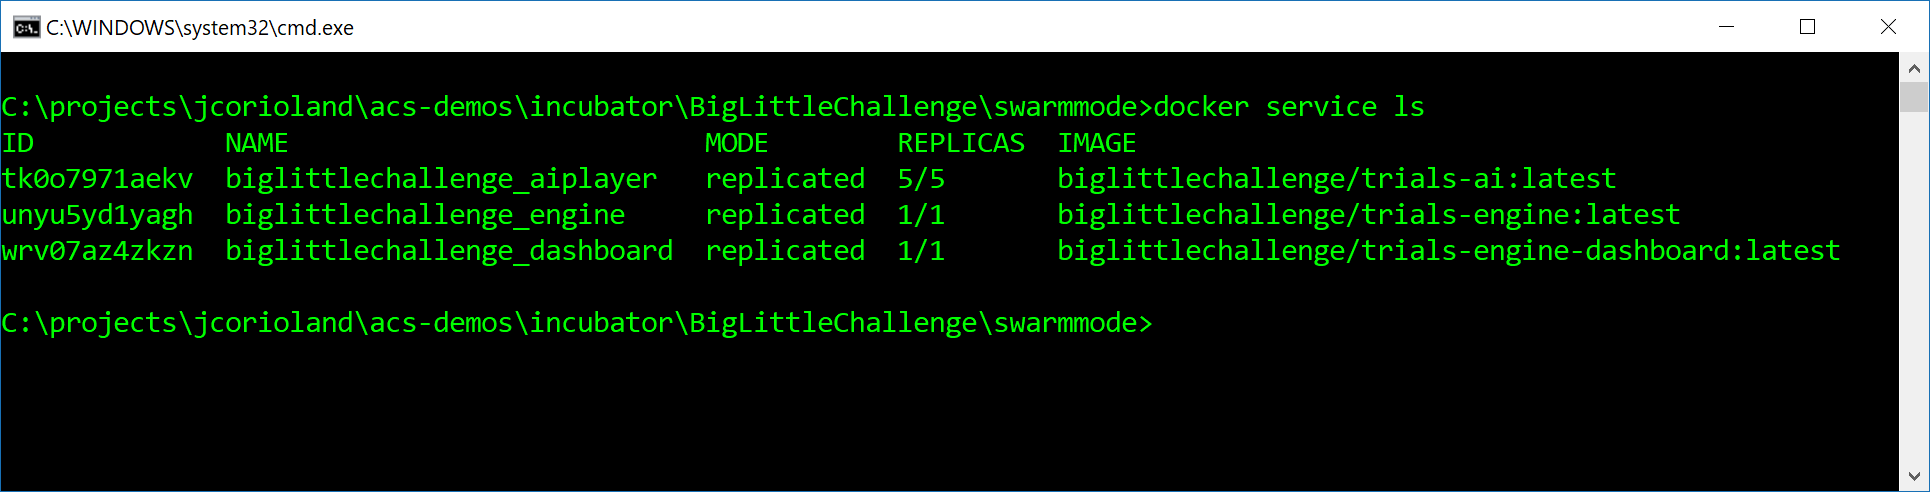 C:\WINDOWS\system32\cmd.exe
C:\projects\jcorioland\acs-demos\incubator\BigLittleChallenge\swarmmode>docker service ls
ID            NAME                          MODE        REPLICAS  IMAGE
tk0o7971aekv  biglittlechallenge_aiplayer   replicated  5/5       biglittlechallenge/trials-ai:latest
unyu5yd1yagh  biglittlechallenge_engine     replicated  1/1       biglittlechallenge/trials-engine:latest
wrv07az4zkzn  biglittlechallenge_dashboard  replicated  1/1       biglittlechallenge/trials-engine-dashboard:latest
C:\projects\jcorioland\acs-demos\incubator\BigLittleChallenge\swarmmode>